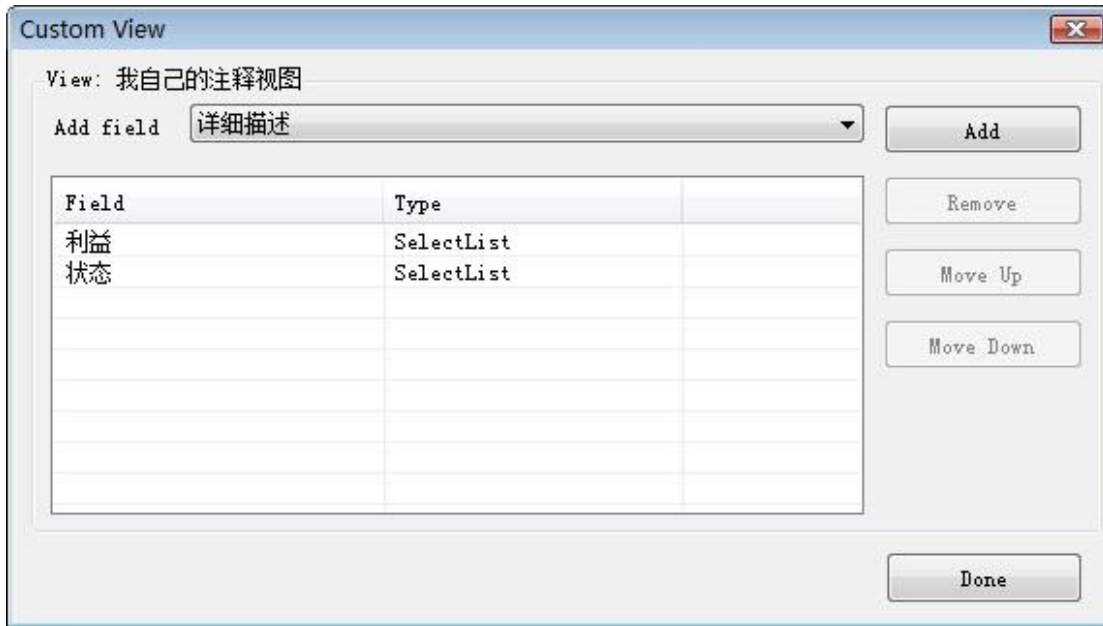 Custom View
View: 我自己的注释视图
Add field 详细描述 Add
Field Type Remove
利益 SelectList
状态 SelectList
Move Up
Move Down
Done